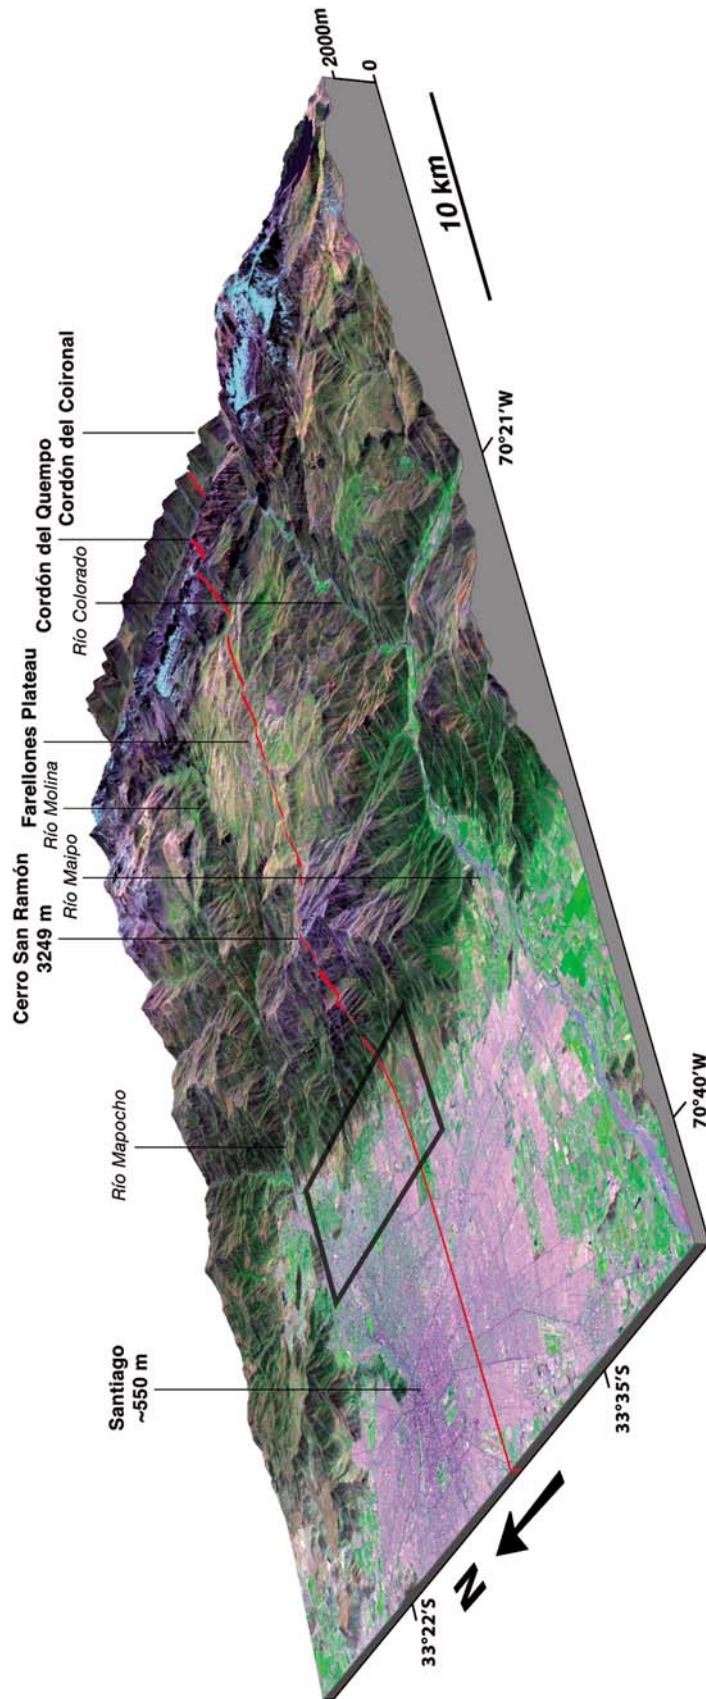 Santiago
~550 m
Río Mapocho
Cerro San Ramón
3249 m
Río Maipo
Río Molina
Farellones Plateau
Río Colorado
Cordón del Quempo
Cordón del Coironal
2000m
0
10 km
70°21'W
70°40'W
33°35'S
33°22'S
N